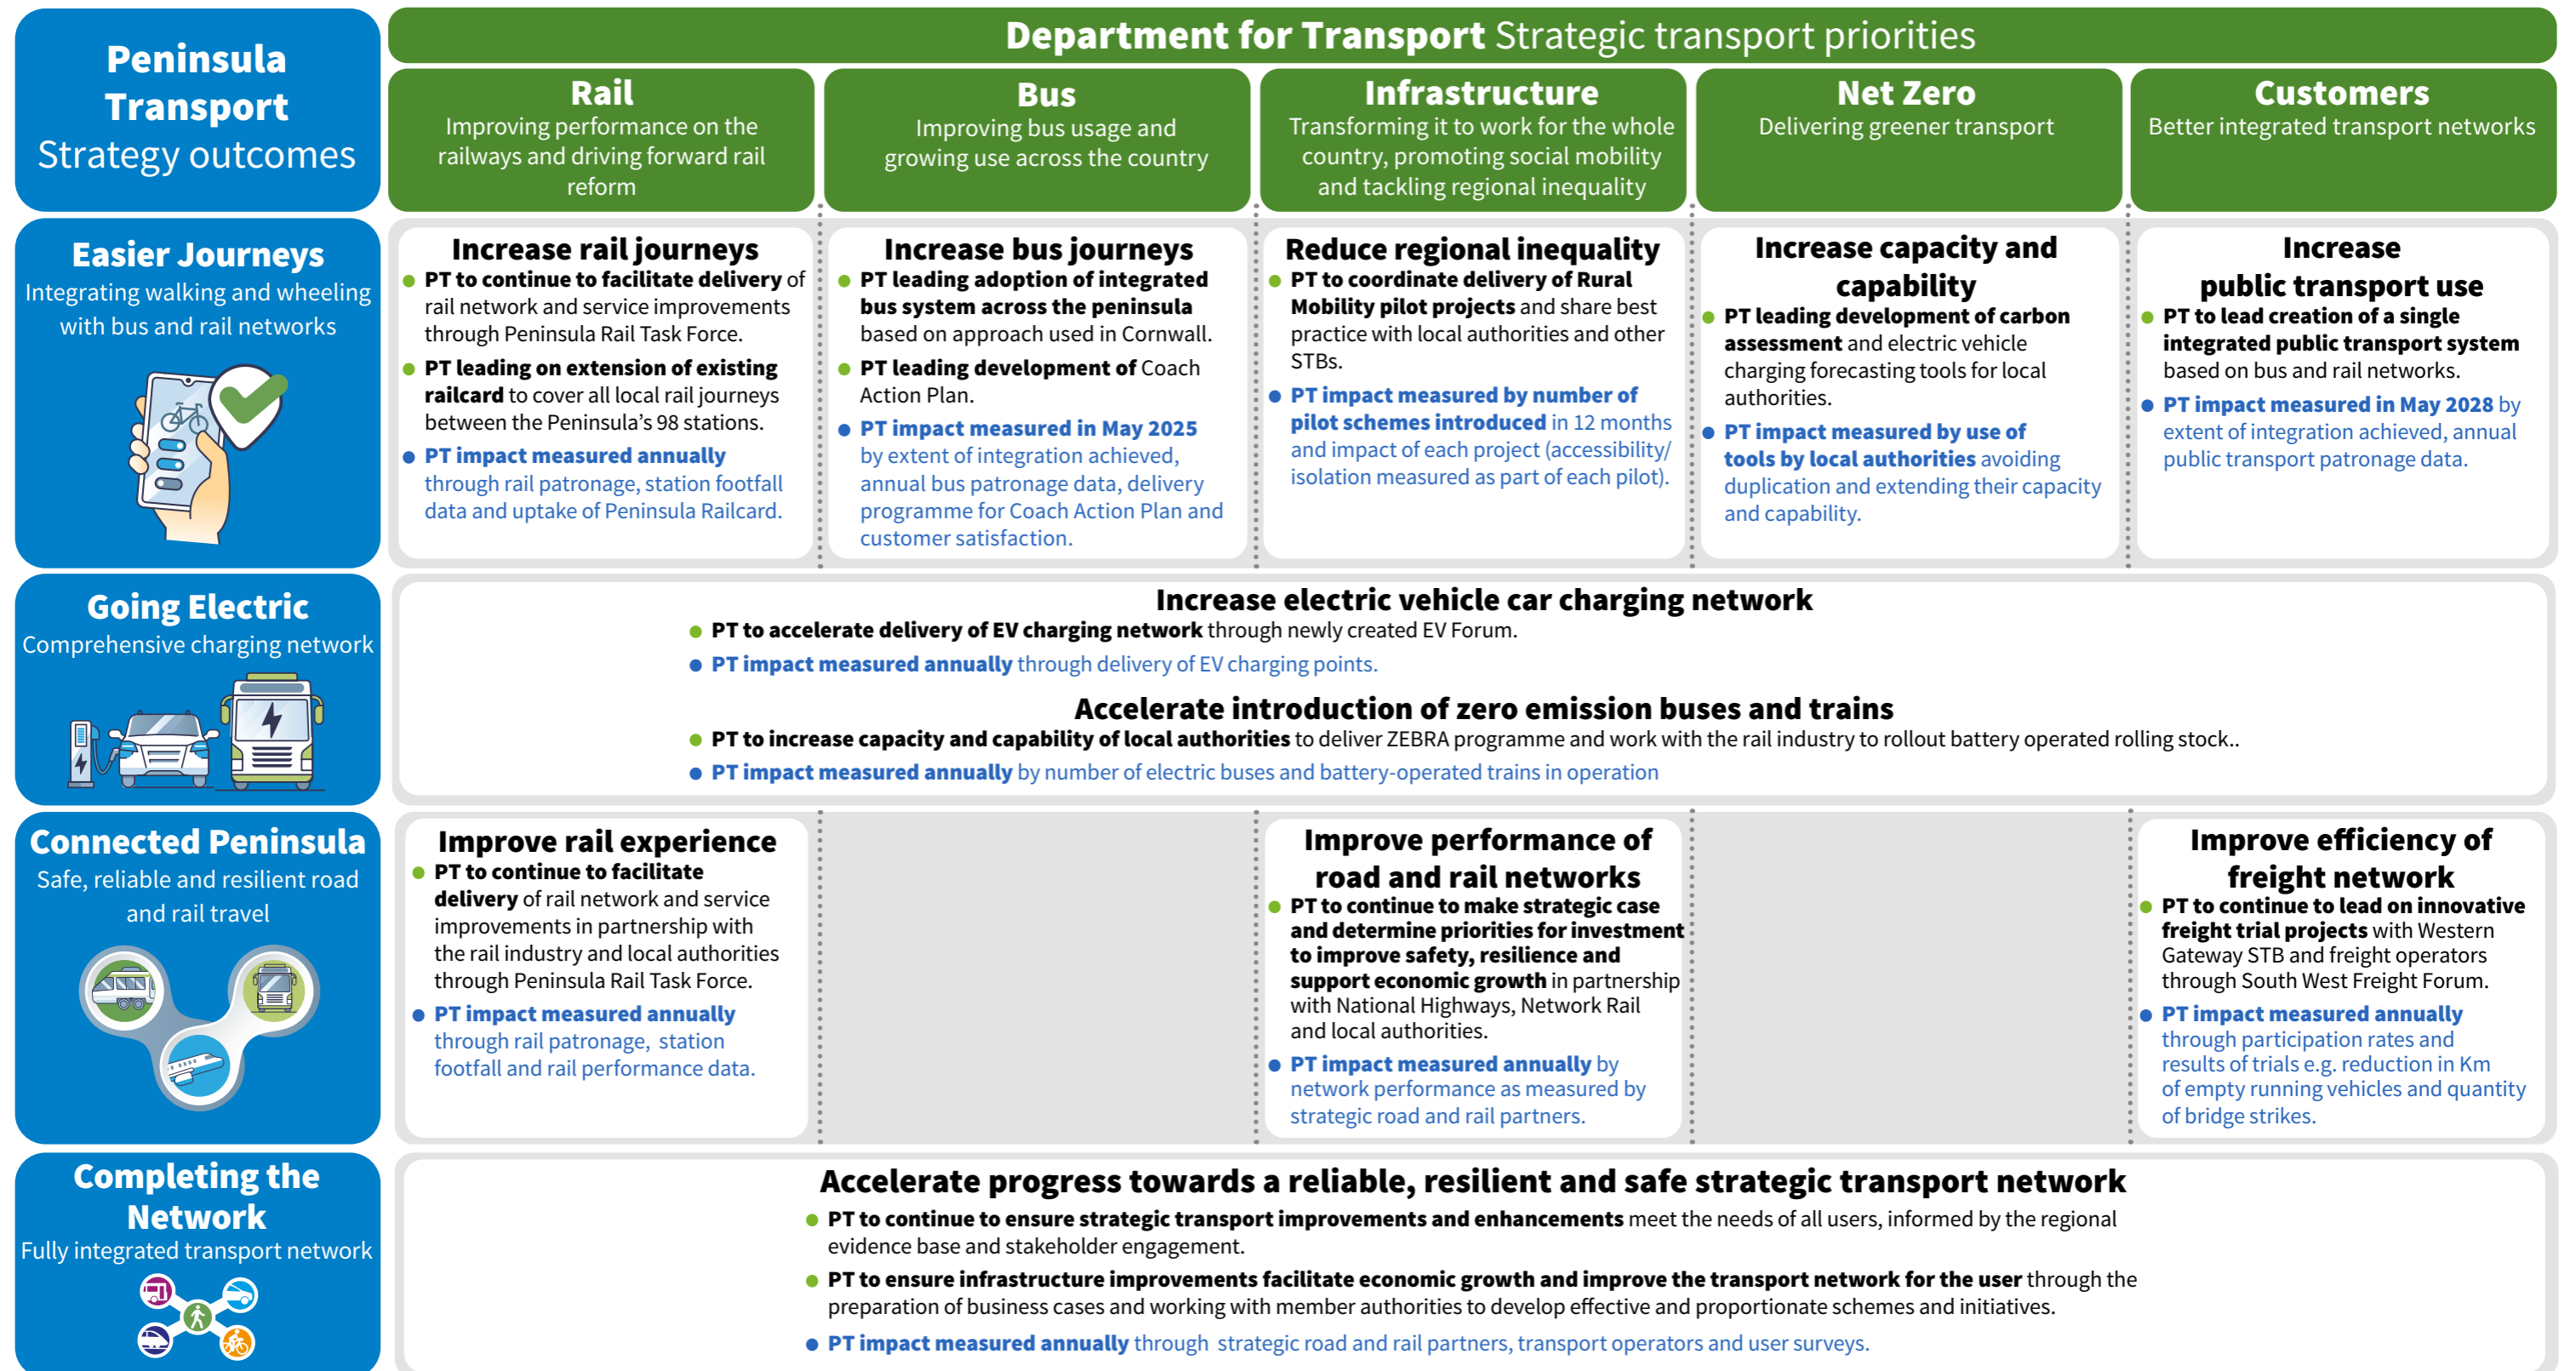 Peninsula
Transport
Strategy outcomes
Department for Transport Strategic transport priorities
Rail
Improving performance on the
railways and driving forward rail
reform
Bus
Improving bus usage and
growing use across the country
Infrastructure
Transforming it to work for the whole
country, promoting social mobility
and tackling regional inequality
Net Zero
Delivering greener transport
Customers
Better integrated transport networks
Easier Journeys
Integrating walking and wheeling
with bus and rail networks
Increase rail journeys
PT to continue to facilitate delivery of
rail network and service improvements
through Peninsula Rail Task Force.
PT leading on extension of existing
railcard to cover all local rail journeys
between the Peninsula's 98 stations.
PT impact measured annually
through rail patronage, station footfall
data and uptake of Peninsula Railcard.
Increase bus journeys
PT leading adoption of integrated
bus system across the peninsula
based on approach used in Cornwall.
PT leading development of Coach
Action Plan.
PT impact measured in May 2025
by extent of integration achieved,
annual bus patronage data, delivery
programme for Coach Action Plan and
customer satisfaction.
Reduce regional inequality
PT to coordinate delivery of Rural
Mobility pilot projects and share best
practice with local authorities and other
STBs.
PT impact measured by number of
pilot schemes introduced in 12 months
and impact of each project (accessibility/
isolation measured as part of each pilot).
Increase capacity and
capability
PT leading development of carbon
assessment and electric vehicle
charging forecasting tools for local
authorities.
PT impact measured by use of
tools by local authorities avoiding
duplication and extending their capacity
and capability.
Increase
public transport use
PT to lead creation of a single
integrated public transport system
based on bus and rail networks.
PT impact measured in May 2028 by
extent of integration achieved, annual
public transport patronage data.
Going Electric
Comprehensive charging network
Increase electric vehicle car charging network
PT to accelerate delivery of EV charging network through newly created EV Forum.
PT impact measured annually through delivery of EV charging points.
Accelerate introduction of zero emission buses and trains
PT to increase capacity and capability of local authorities to deliver ZEBRA programme and work with the rail industry to rollout battery operated rolling stock..
PT impact measured annually by number of electric buses and battery-operated trains in operation
Connected Peninsula
Safe, reliable and resilient road
and rail travel
Improve rail experience
PT to continue to facilitate
delivery of rail network and service
improvements in partnership with
the rail industry and local authorities
through Peninsula Rail Task Force.
PT impact measured annually
through rail patronage, station
footfall and rail performance data.
Improve performance of
road and rail networks
PT to continue to make strategic case
and determine priorities for investment
to improve safety, resilience and
support economic growth in partnership
with National Highways, Network Rail
and local authorities.
PT impact measured annually by
network performance as measured by
strategic road and rail partners.
Improve efficiency of
freight network
PT to continue to lead on innovative
freight trial projects with Western
Gateway STB and freight operators
through South West Freight Forum.
PT impact measured annually
through participation rates and
results of trials e.g. reduction in Km
of empty running vehicles and quantity
of bridge strikes.
Completing the
Network
Fully integrated transport network
Accelerate progress towards a reliable, resilient and safe strategic transport network
PT to continue to ensure strategic transport improvements and enhancements meet the needs of all users, informed by the regional
evidence base and stakeholder engagement.
PT to ensure infrastructure improvements facilitate economic growth and improve the transport network for the user through the
preparation of business cases and working with member authorities to develop effective and proportionate schemes and initiatives.
PT impact measured annually through strategic road and rail partners, transport operators and user surveys.